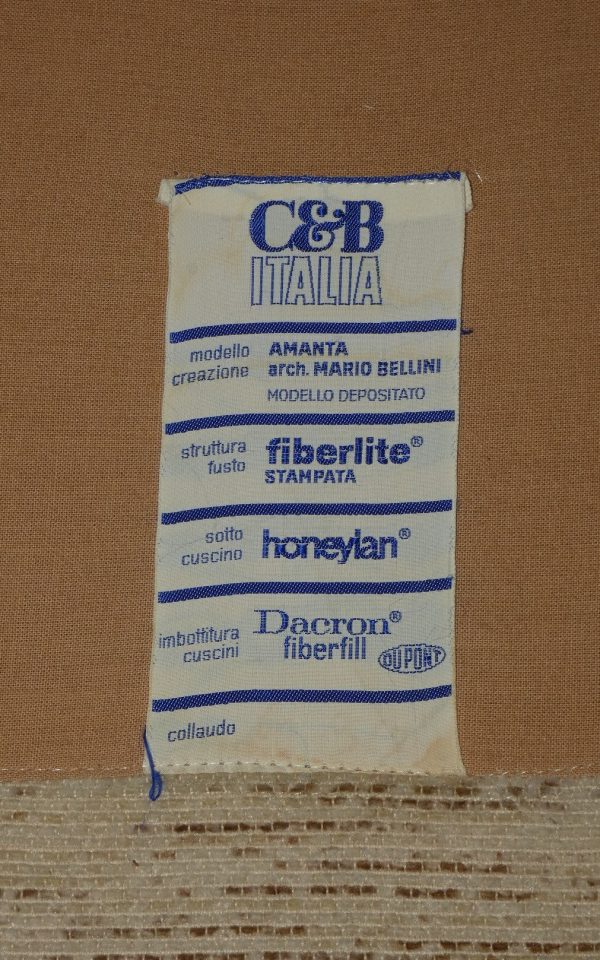 C&B
ITALIA
modello AMANTA
creazione arch. MARIO BELLINI
MODELLO DEPOSITATO
struttura fiberlite®
fusto STAMPATA
sotto
cuscino honeylan®
imbottitura Dacron®
cuscini fiberfill DU PONT
collaudo